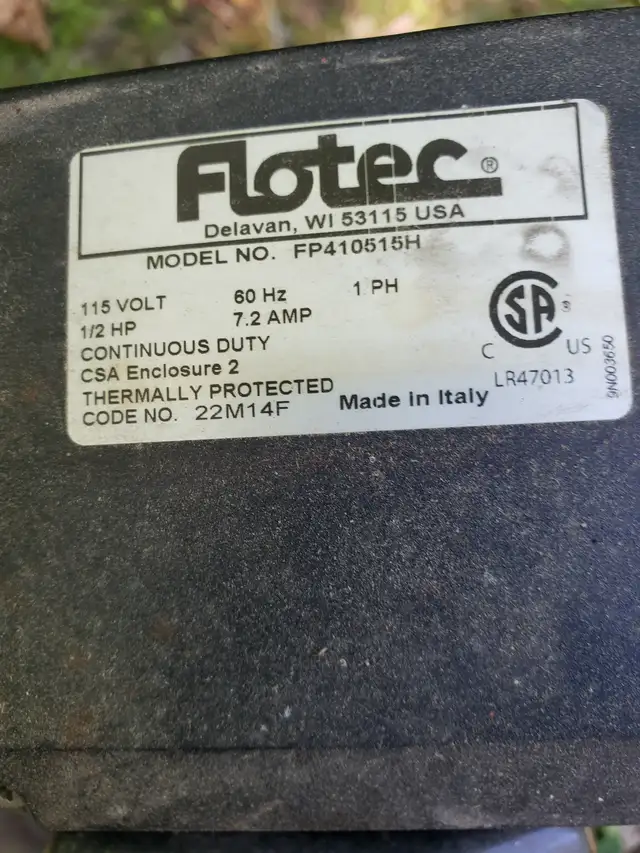 Flotec®
Delavan, WI 53115 USA
MODEL NO. FP410515H
115 VOLT 60 Hz 1 PH
1/2 HP 7.2 AMP
CONTINUOUS DUTY
CSA Enclosure 2
THERMALLY PROTECTED
CODE NO. 22M14F Made in Italy
SA®
C US
LR47013
9N003650